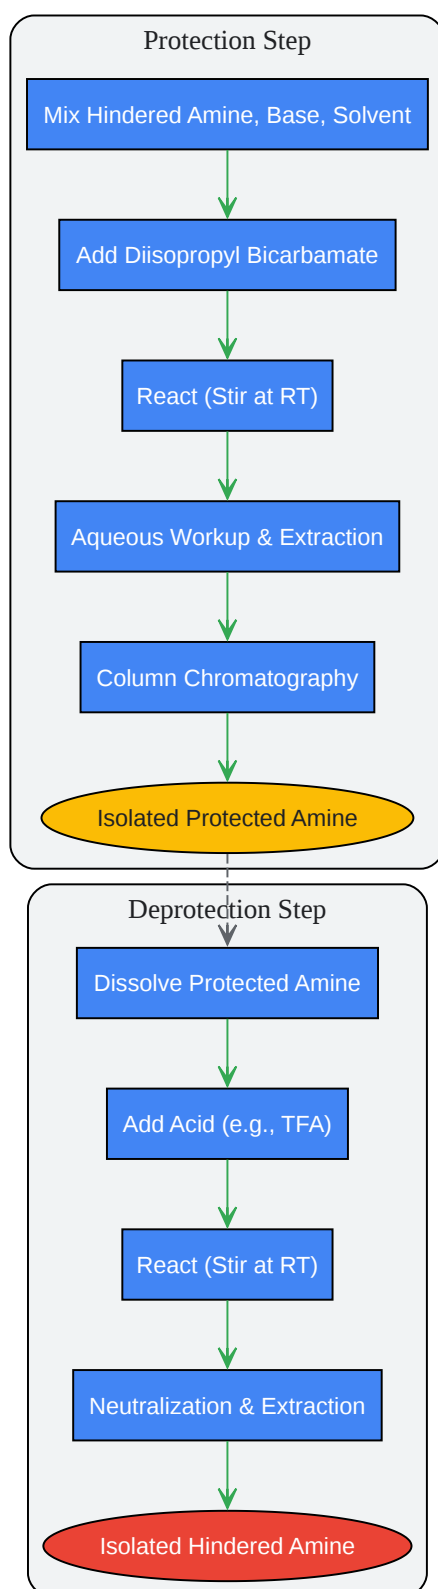 Protection Step
Mix Hindered Amine, Base, Solvent
Add Diisopropyl Bicarbamate
React (Stir at RT)
Aqueous Workup & Extraction
Column Chromatography
Isolated Protected Amine
Deprotection Step
Dissolve Protected Amine
Add Acid (e.g., TFA)
React (Stir at RT)
Neutralization & Extraction
Isolated Hindered Amine